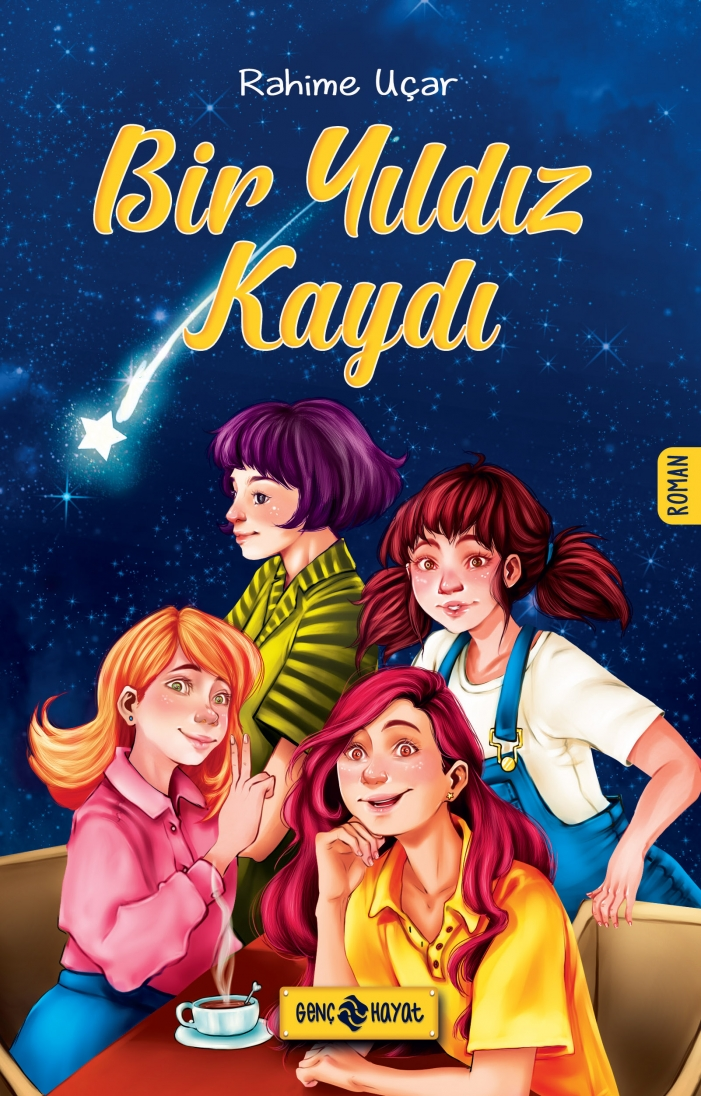 Rahime Uçar
Bir Yıldız
Kaydı
ROMAN
GENÇ HAYAT